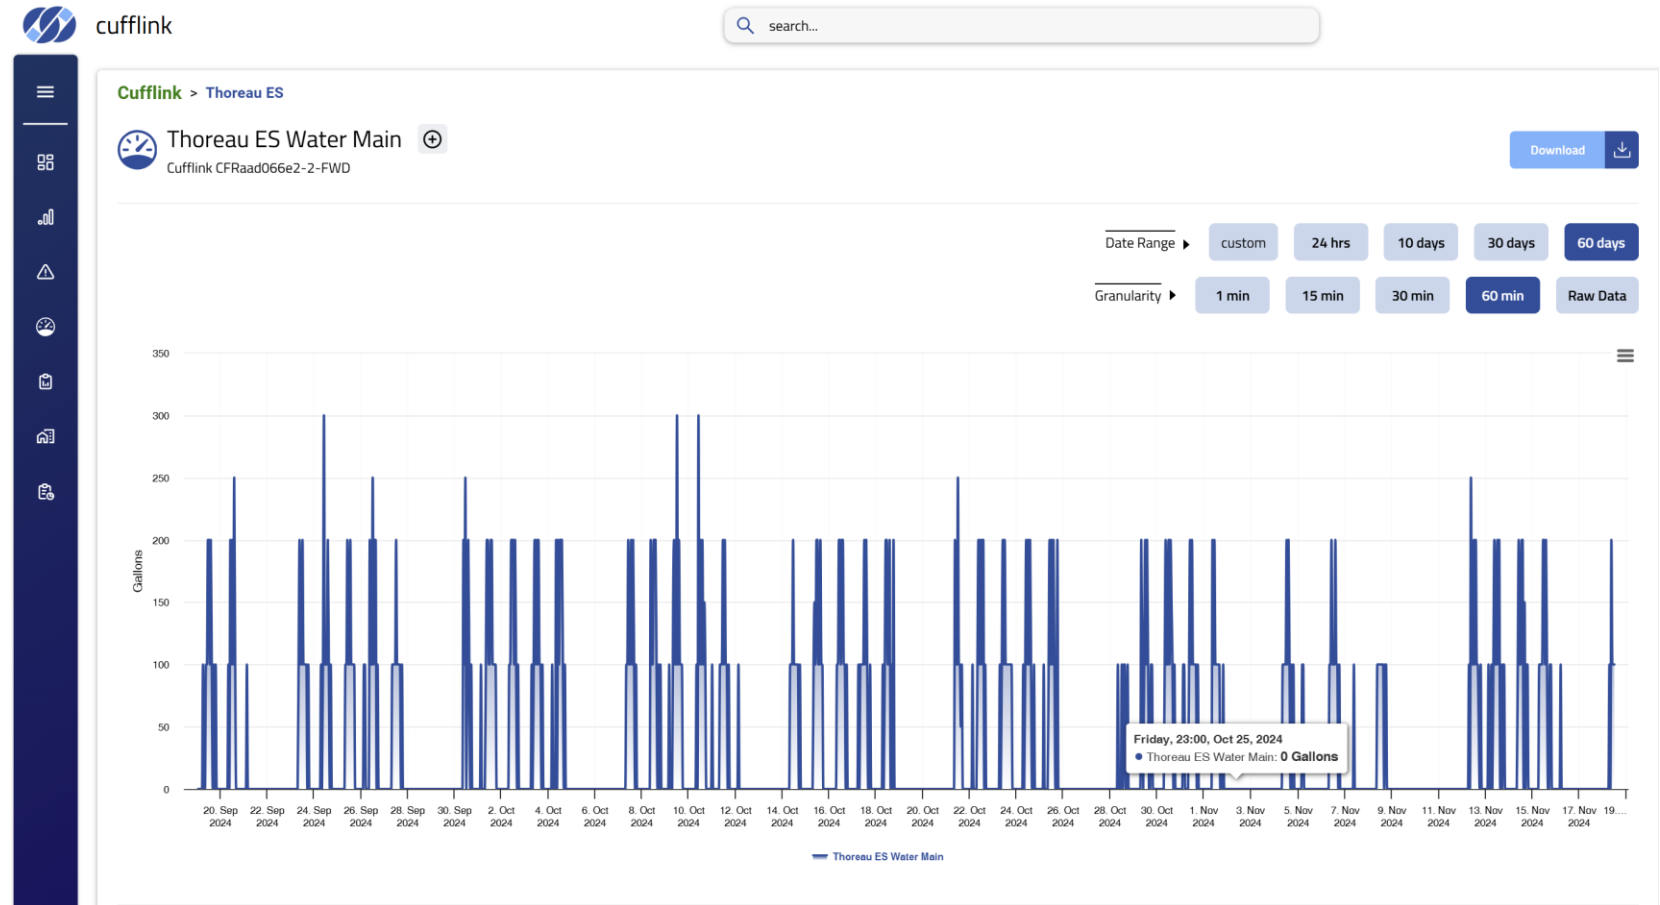 cufflink
search...
Cufflink > Thoreau ES
Thoreau ES Water Main
Cufflink CFRaad066e2-2-FWD
Download
Date Range custom 24 hrs 10 days 30 days 60 days
Granularity 1 min 15 min 30 min 60 min Raw Data
350
300
250
200
150
100
50
0
Gallons
Friday, 23:00, Oct 25, 2024
Thoreau ES Water Main: 0 Gallons
20. Sep 22. Sep 24. Sep 26. Sep 28. Sep 30. Sep 2. Oct 4. Oct 6. Oct 8. Oct 10. Oct 12. Oct 14. Oct 16. Oct 18. Oct 20. Oct 22. Oct 24. Oct 26. Oct 28. Oct 30. Oct 1. Nov 3. Nov 5. Nov 7. Nov 9. Nov 11. Nov 13. Nov 15. Nov 17. Nov 19....
2024 2024 2024 2024 2024 2024 2024 2024 2024 2024 2024 2024 2024 2024 2024 2024 2024 2024 2024 2024 2024 2024 2024 2024 2024 2024 2024 2024 2024 2024
Thoreau ES Water Main